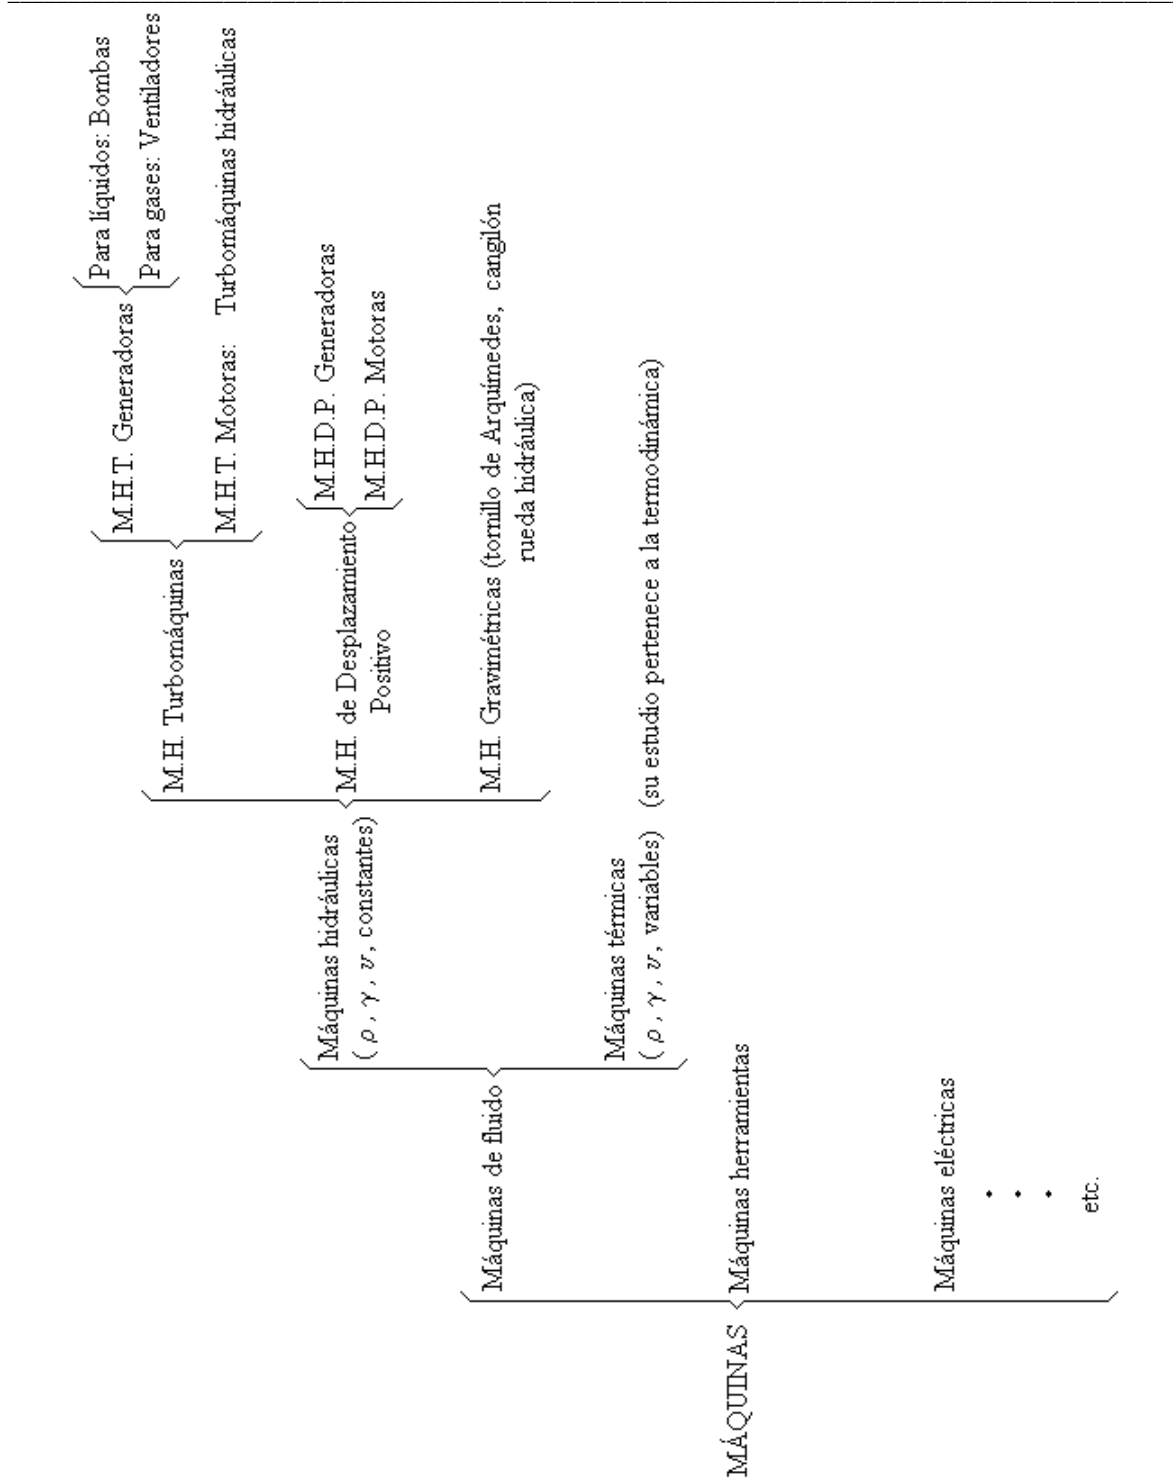 MÁQUINAS
Máquinas de fluido
Máquinas hidráulicas
( ρ , γ , υ , constantes)
M.H. Turbomáquinas
M.H.T. Generadoras
Para líquidos: Bombas
Para gases: Ventiladores
M.H.T. Motoras: Turbomáquinas hidráulicas
M.H. de Desplazamiento
Positivo
M.H.D.P. Generadoras
M.H.D.P. Motoras
M.H. Gravimétricas (tornillo de Arquímedes, cangilón
rueda hidráulica)
Máquinas térmicas
( ρ , γ , υ , variables) (su estudio pertenece a la termodinámica)
Máquinas herramientas
Máquinas eléctricas
etc.